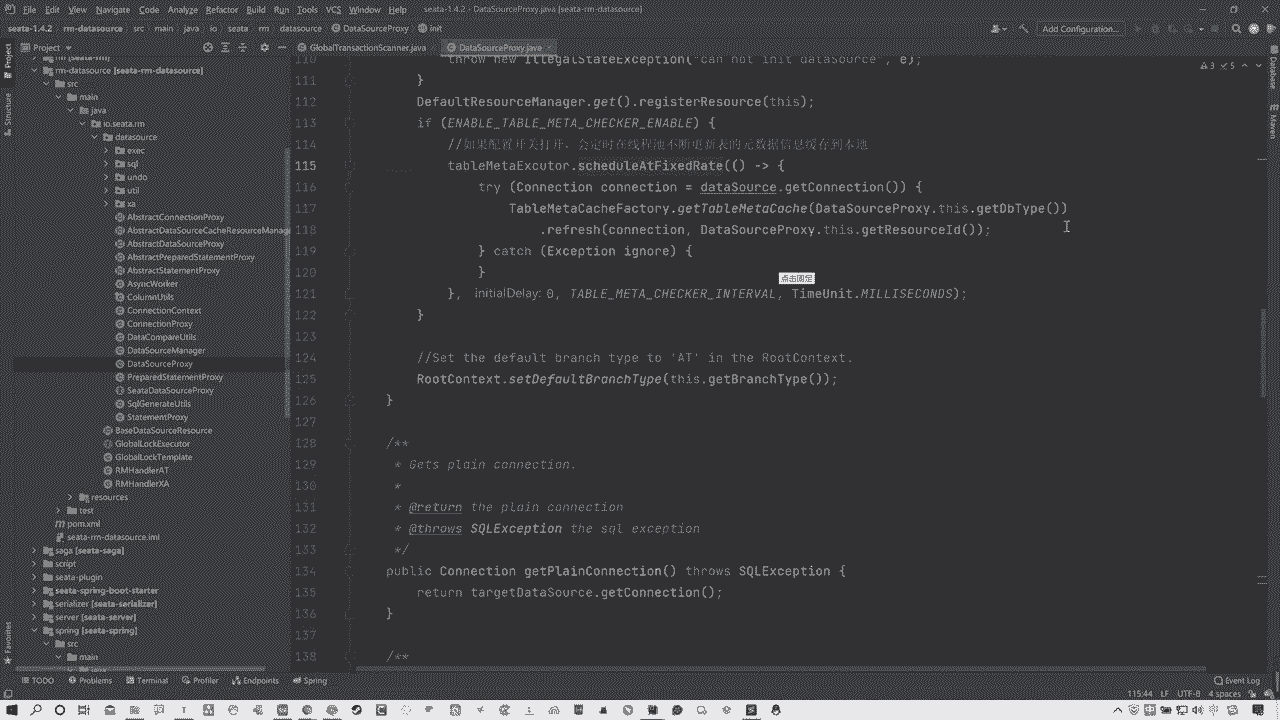 File Edit View Navigate Code Analyze Refactor Build Run Tools VCS Window Help seata-1.4.2 - DataSourceProxy.java [seata-rm-datasource]
seata-1.4.2 rm-datasource src main java io seata rm datasource DataSourceProxy init
Add Configuration...
Project
GlobalTransactionScanner.java
DataSourceProxy.java
rm-datasource [seata-rm-datasource]
src
main
java
io.seata.rm
datasource
exec
sql
undo
util
xa
AbstractConnectionProxy
AbstractDataSourceCacheResourceManage
AbstractDataSourceProxy
AbstractPreparedStatementProxy
AbstractStatementProxy
AsyncWorker
ColumnUtils
ConnectionContext
ConnectionProxy
DataCompareUtils
DataSourceManager
DataSourceProxy
PreparedStatementProxy
SeataDataSourceProxy
SqlGenerateUtils
StatementProxy
BaseDataSourceResource
GlobalLockExecutor
GlobalLockTemplate
RMHandlerAT
RMHandlerXA
resources
test
pom.xml
seata-rm-datasource.iml
saga [seata-saga]
script
seata-plugin
seata-spring-boot-starter
serializer [seata-serializer]
server [seata-server]
spring [seata-spring]
src
main
110 throw new IllegalStateException("can not init dataSource", e);
111 }
112 DefaultResourceManager.get().registerResource(this);
113 if (ENABLE_TABLE_META_CHECKER_ENABLE) {
114 //如果配置开关打开，会定时在线程池不断更新表的元数据信息缓存到本地
115 tableMetaExcutor.scheduleAtFixedRate(() -> {
116 try (Connection connection = dataSource.getConnection()) {
117 TableMetaCacheFactory.getTableMetaCache(DataSourceProxy.this.getDbType())
118 .refresh(connection, DataSourceProxy.this.getResourceId());
119 } catch (Exception ignore) {
120 }
点击固定
121 }, initialDelay: 0, TABLE_META_CHECKER_INTERVAL, TimeUnit.MILLISECONDS);
122 }
123
124 //Set the default branch type to 'AT' in the RootContext.
125 RootContext.setDefaultBranchType(this.getBranchType());
126 }
127
128 /**
129 * Gets plain connection.
130 *
131 * @return the plain connection
132 * @throws SQLException the sql exception
133 */
134 public Connection getPlainConnection() throws SQLException {
135 return targetDataSource.getConnection();
136 }
137
138 /**
3 5
Project
Structure
Favorites
Database
Maven
TODO Problems Terminal Profiler Endpoints Spring Event Log
115:44 LF UTF-8 4 spaces